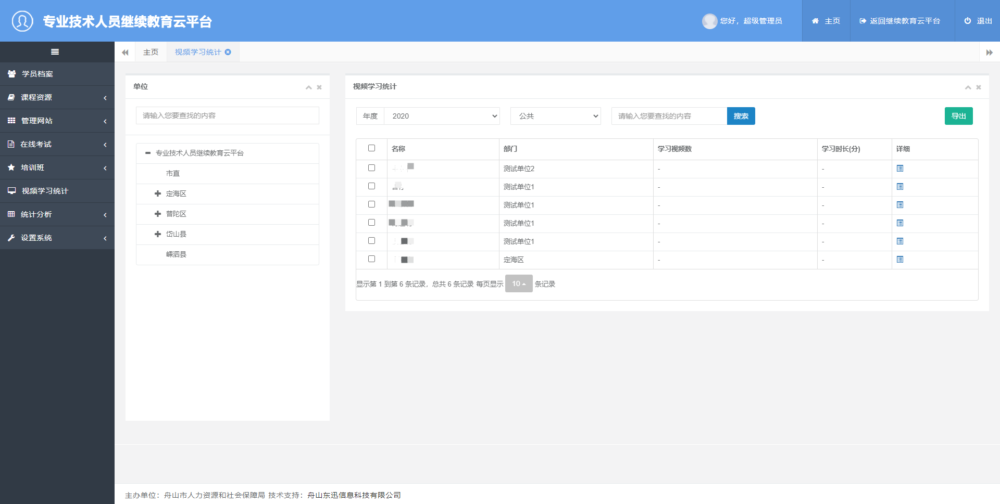 专业技术人员继续教育云平台
您好，超级管理员
主页
返回继续教育云平台
退出
主页
视频学习统计
学员档案
课程资源
管理网站
在线考试
培训班
视频学习统计
统计分析
设置系统
单位
请输入您要查找的内容
专业技术人员继续教育云平台
市直
定海区
普陀区
岱山县
嵊泗县
视频学习统计
年度 2020 公共 请输入您要查找的内容 搜索 导出
名称 部门 学习视频数 学习时长(分) 详细
测试单位2 - -
测试单位1 - -
测试单位1 - -
测试单位1 - -
测试单位1 - -
定海区 - -
显示第 1 到第 6 条记录，总共 6 条记录 每页显示 10 条记录
主办单位：舟山市人力资源和社会保障局 技术支持：舟山东迅信息科技有限公司